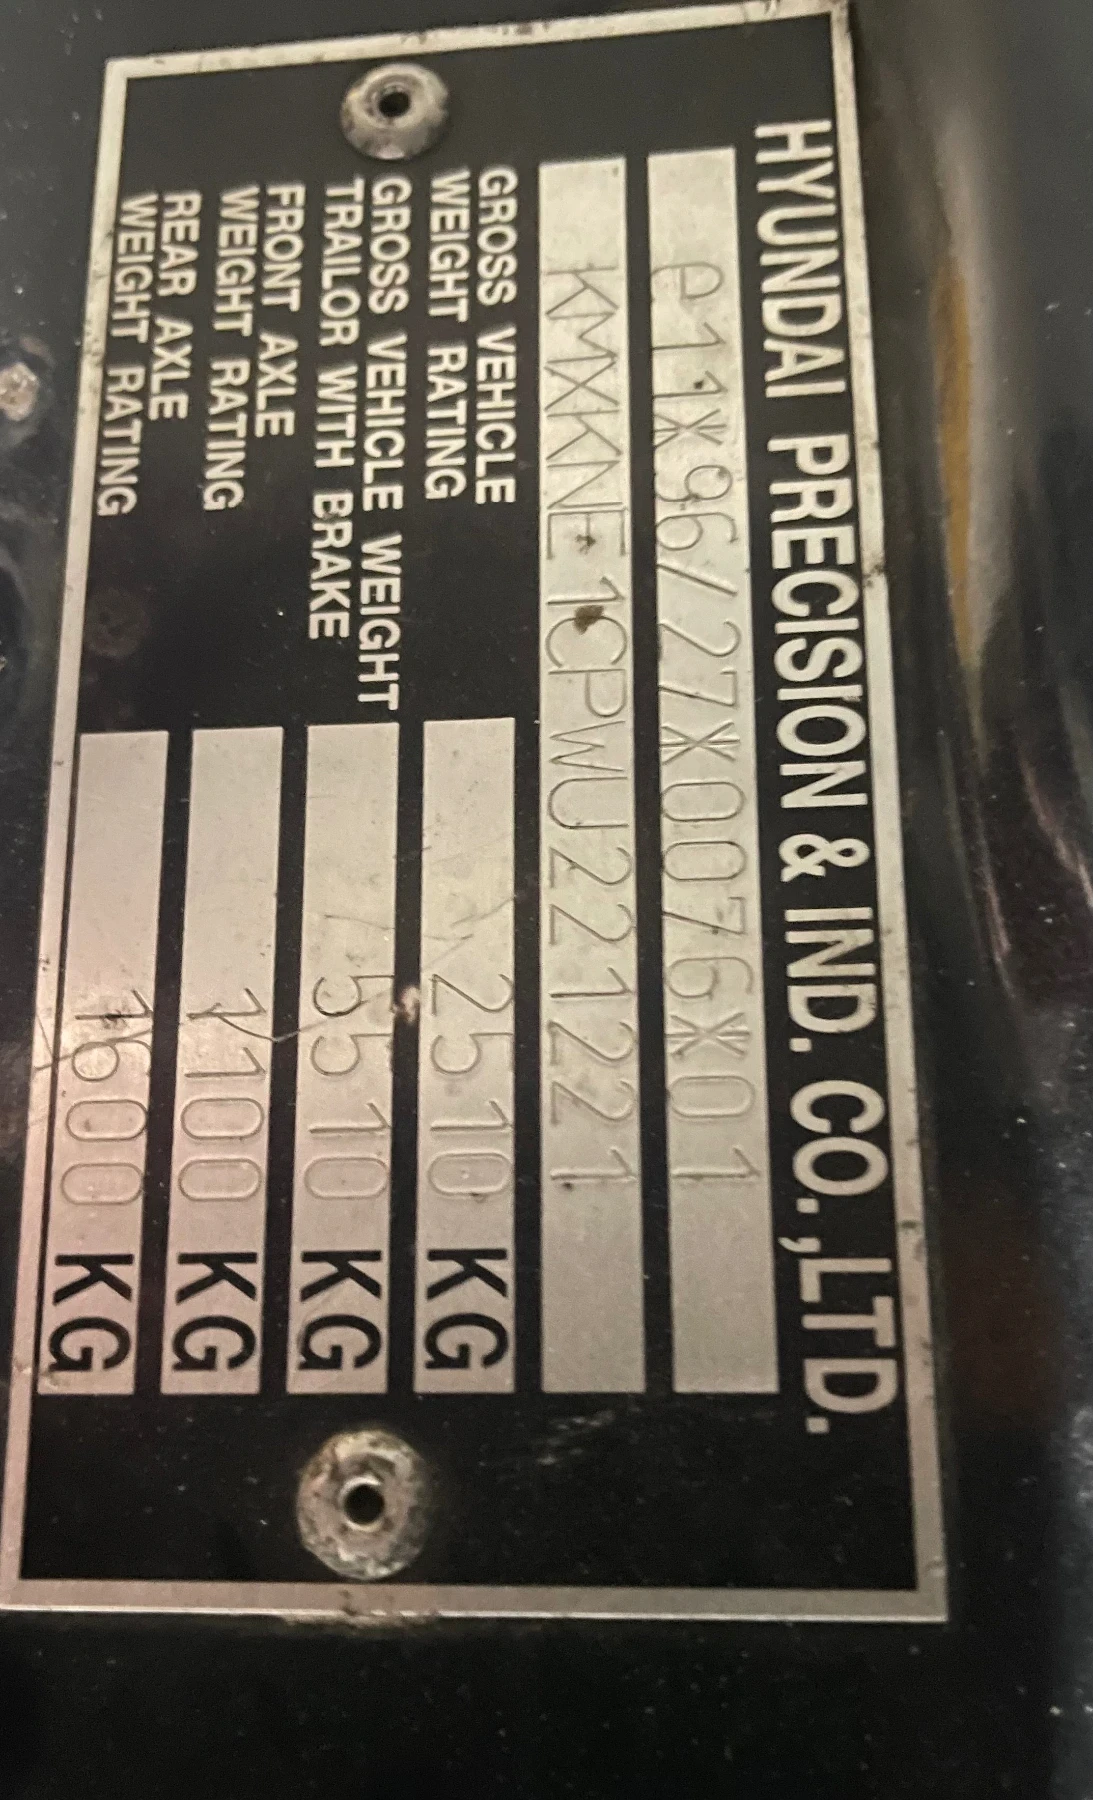 HYUNDAI PRECISION & IND. CO.,LTD.
e11*96/27*0076*01
KMXKNE1CPWU221221
GROSS VEHICLE
WEIGHT RATING
2510 KG
GROSS VEHICLE WEIGHT
TRAILOR WITH BRAKE
5510 KG
FRONT AXLE
WEIGHT RATING
1100 KG
REAR AXLE
WEIGHT RATING
1600 KG